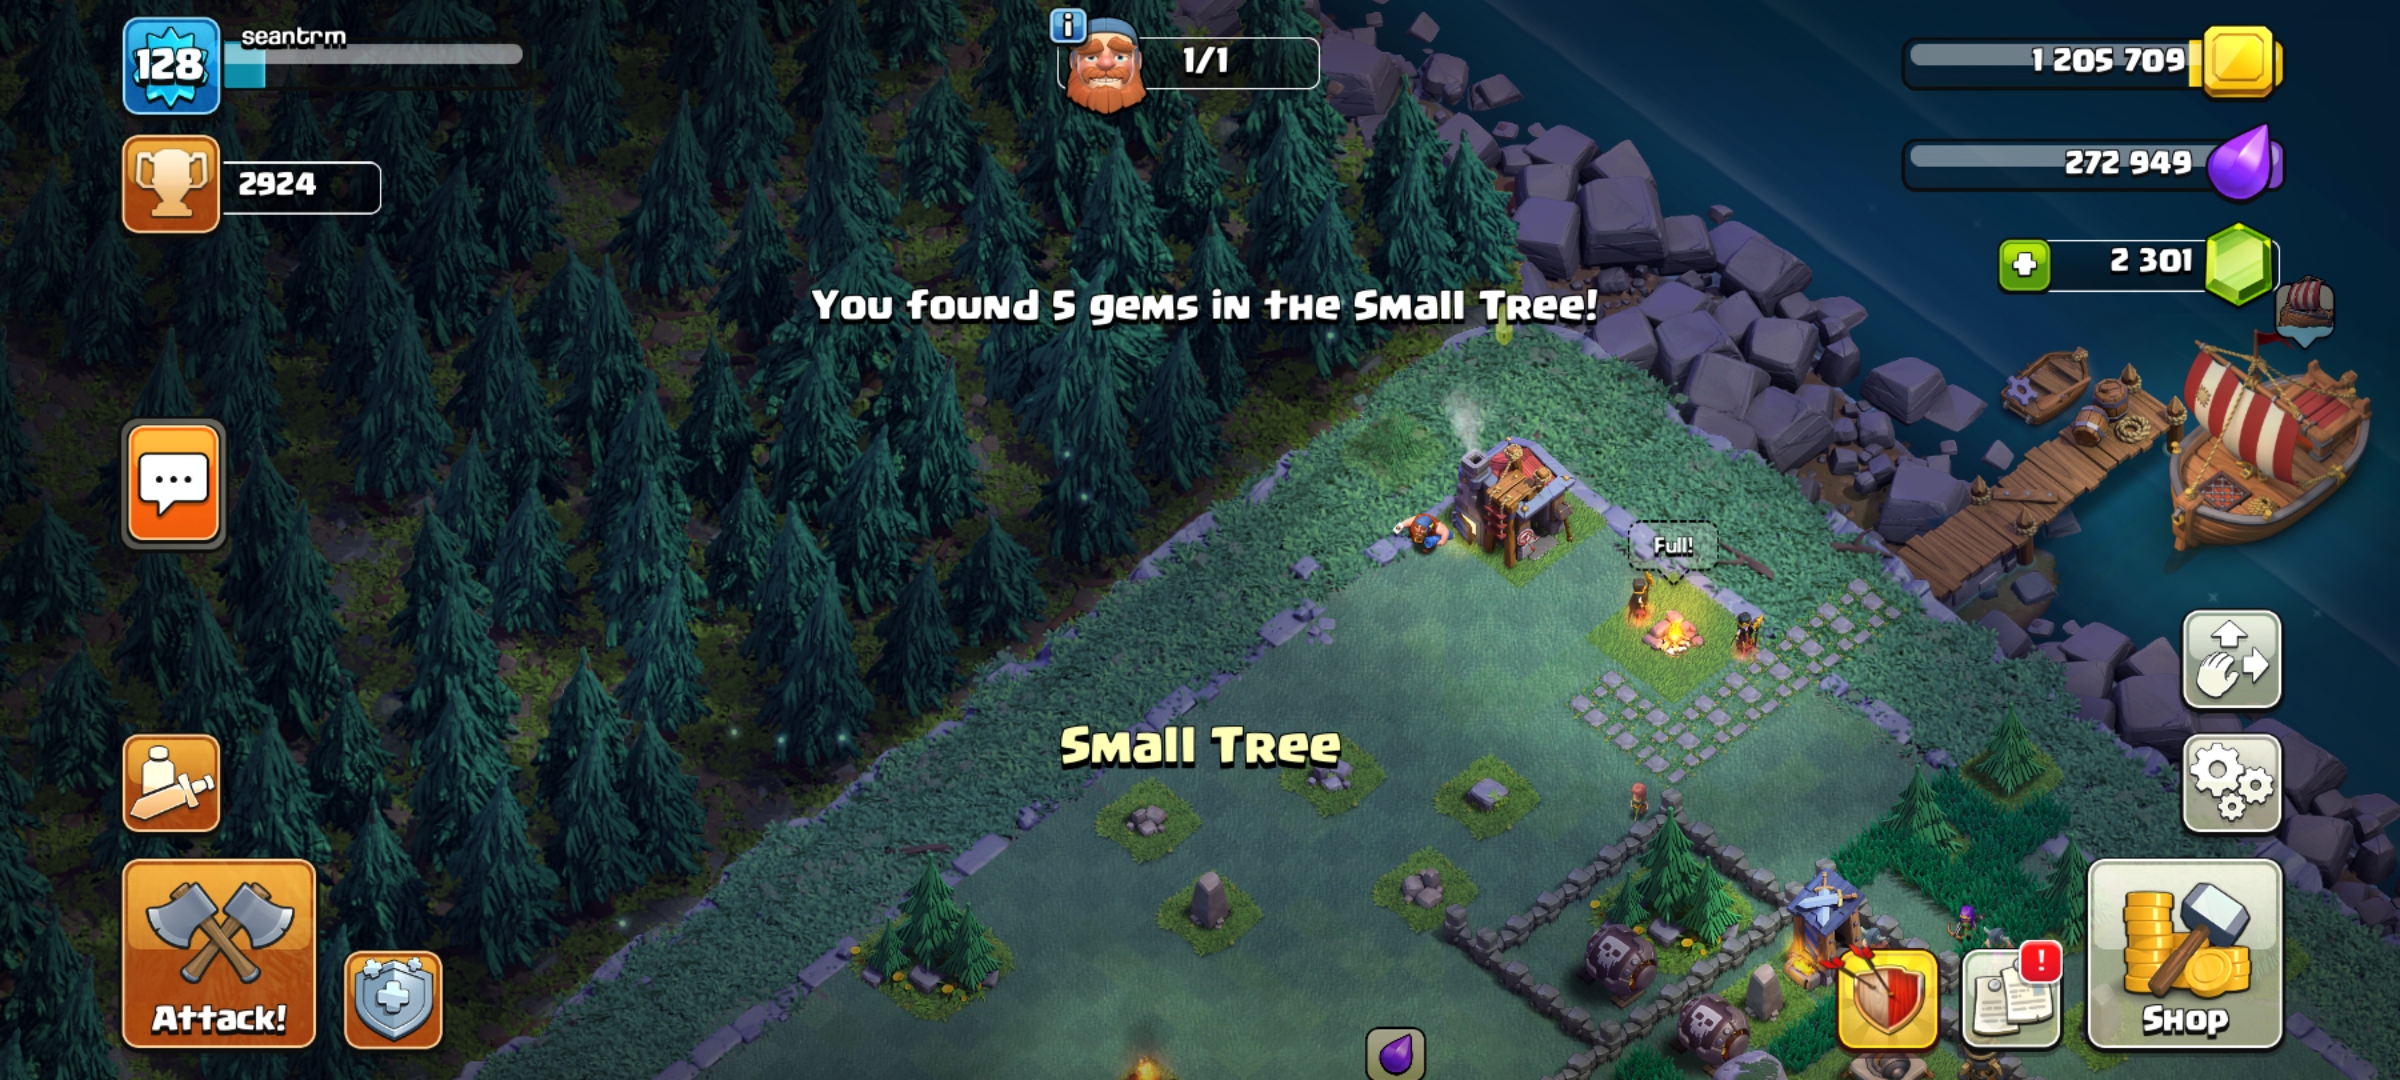 128
seantrm
1/1
1 205 709
2924
272 949
2 301
You found 5 gems in the Small Tree!
Full!
Small Tree
!
Attack!
Shop